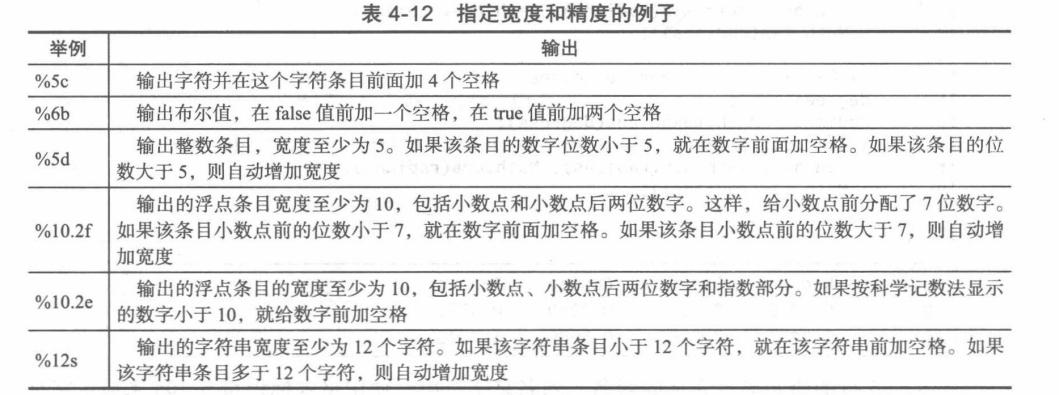 表 4-12 指定宽度和精度的例子
举例 输出
%5c 输出字符并在这个字符条目前面加 4 个空格
%6b 输出布尔值，在 false 值前加一个空格，在 true 值前加两个空格
%5d 输出整数条目，宽度至少为 5。如果该条目的数字位数小于 5，就在数字前面加空格。如果该条目的位
数大于 5，则自动增加宽度
%10.2f 输出的浮点条目宽度至少为 10，包括小数点和小数点后两位数字。这样，给小数点前分配了 7 位数字。
如果该条目小数点前的位数小于 7，就在数字前面加空格。如果该条目小数点前的位数大于 7，则自动增
加宽度
%10.2e 输出的浮点条目的宽度至少为 10，包括小数点、小数点后两位数字和指数部分。如果按科学记数法显示
的数字小于 10，就给数字前加空格
%12s 输出的字符串宽度至少为 12 个字符。如果该字符串条目小于 12 个字符，就在该字符串前加空格。如果
该字符串条目多于 12 个字符，则自动增加宽度